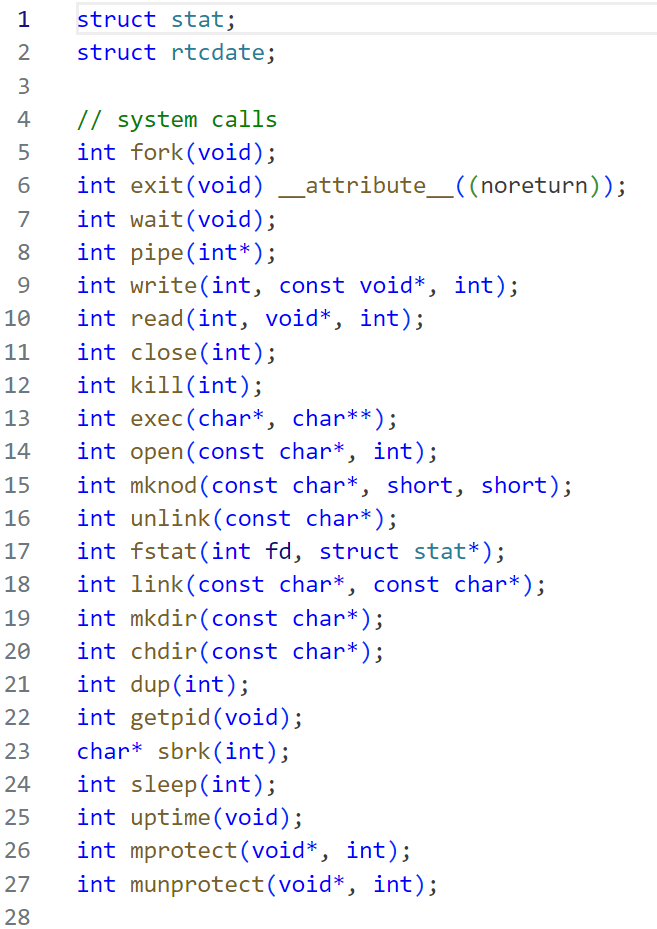 1 struct stat;
2 struct rtcdate;
3
4 // system calls
5 int fork(void);
6 int exit(void) __attribute__((noreturn));
7 int wait(void);
8 int pipe(int*);
9 int write(int, const void*, int);
10 int read(int, void*, int);
11 int close(int);
12 int kill(int);
13 int exec(char*, char**);
14 int open(const char*, int);
15 int mknod(const char*, short, short);
16 int unlink(const char*);
17 int fstat(int fd, struct stat*);
18 int link(const char*, const char*);
19 int mkdir(const char*);
20 int chdir(const char*);
21 int dup(int);
22 int getpid(void);
23 char* sbrk(int);
24 int sleep(int);
25 int uptime(void);
26 int mprotect(void*, int);
27 int munprotect(void*, int);
28